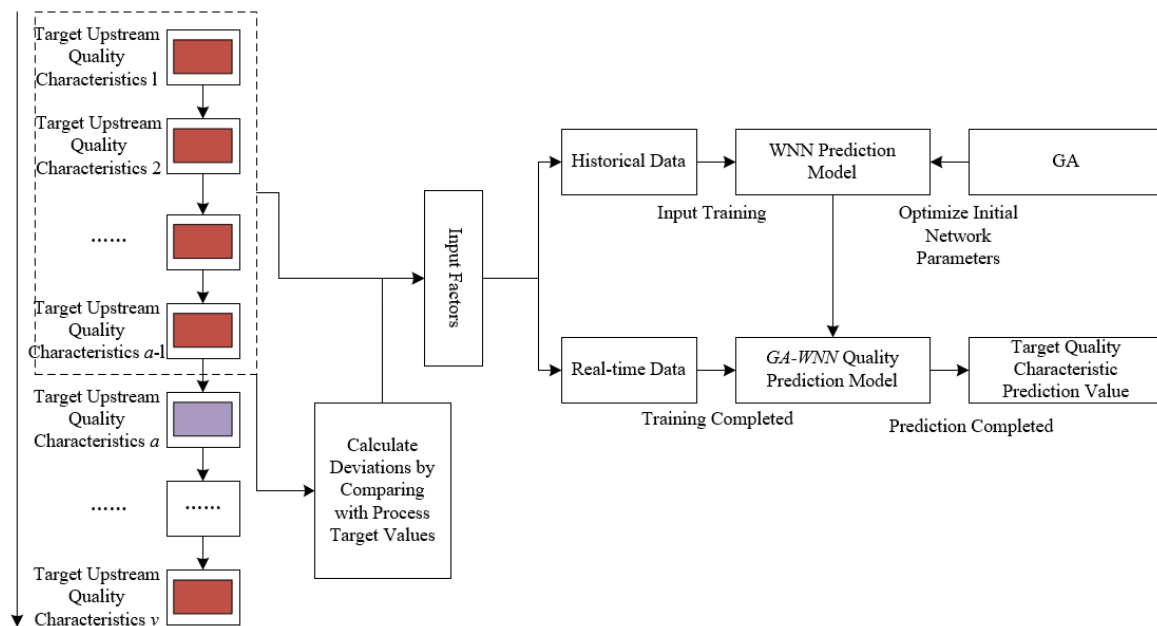 Target Upstream
Quality
Characteristics 1
Target Upstream
Quality
Characteristics 2
......
Target Upstream
Quality
Characteristics a-1
Target Upstream
Quality
Characteristics a
......
......
Target Upstream
Quality
Characteristics v
Calculate
Deviations by
Comparing
with Process
Target Values
Input Factors
Historical Data
Input Training
WNN Prediction
Model
GA
Optimize Initial
Network
Parameters
Real-time Data
Training Completed
GA-WNN Quality
Prediction Model
Prediction Completed
Target Quality
Characteristic
Prediction Value